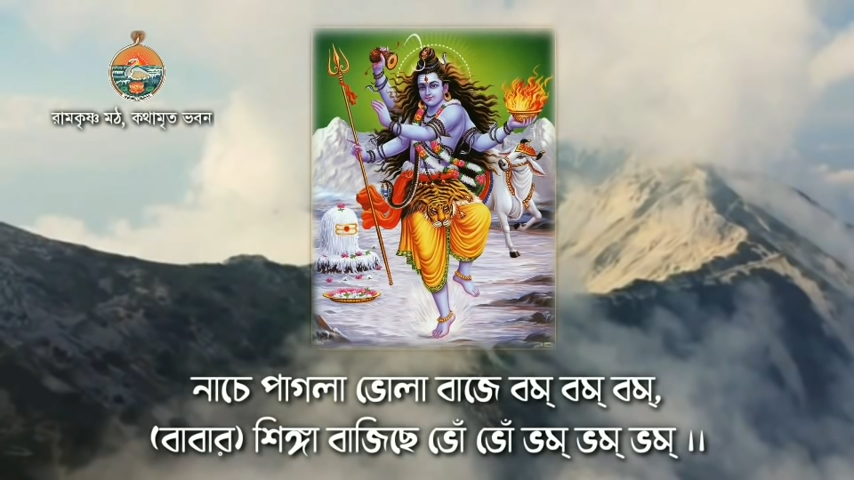 রামকৃষ্ণ মঠ, কথামৃত ভবন
নাচে পাগলা ভোলা বাজে বম্ বম্ বম্,
(বাবার) শিঙ্গা বাজিছে ভোঁ ভোঁ ভম্ ভম্ ভম্ ।।